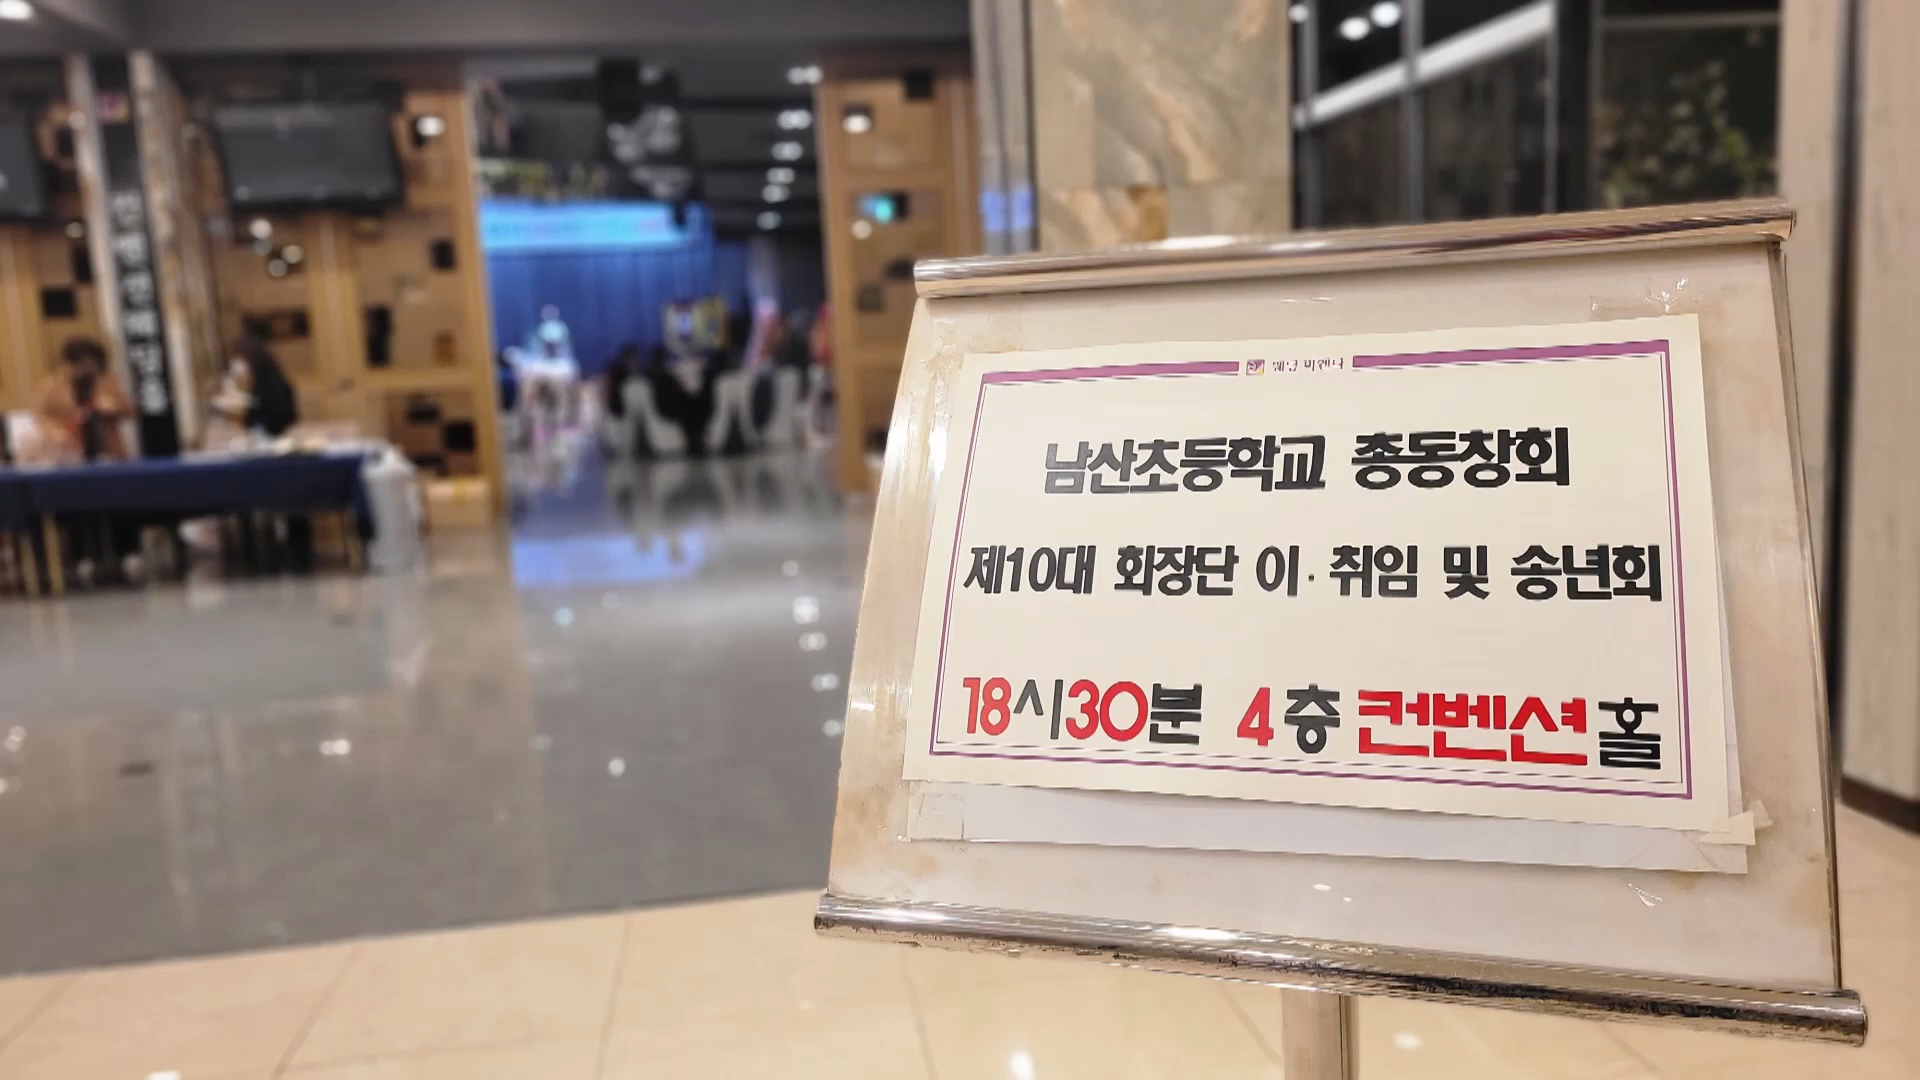 남산초등학교 총동창회
제10대 회장단 이·취임 및 송년회
18시30분 4층 컨벤션홀